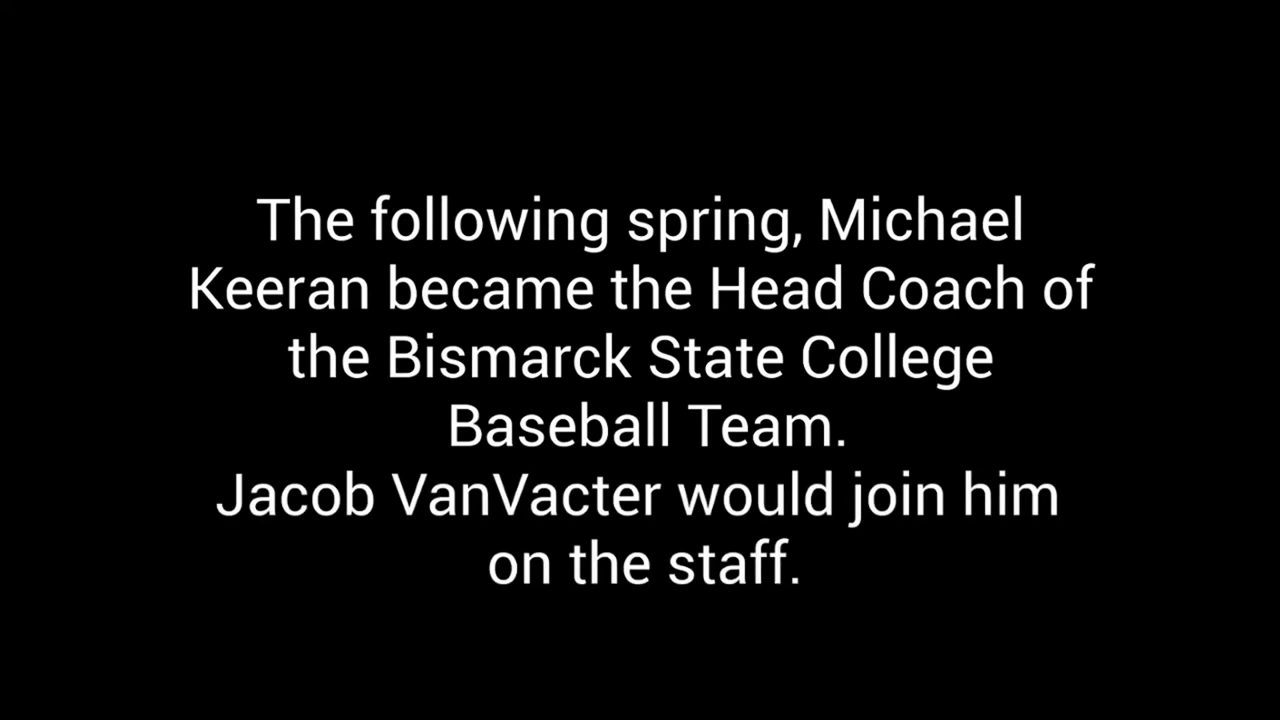 The following spring, Michael
Keeran became the Head Coach of
the Bismarck State College
Baseball Team.
Jacob VanVacter would join him
on the staff.